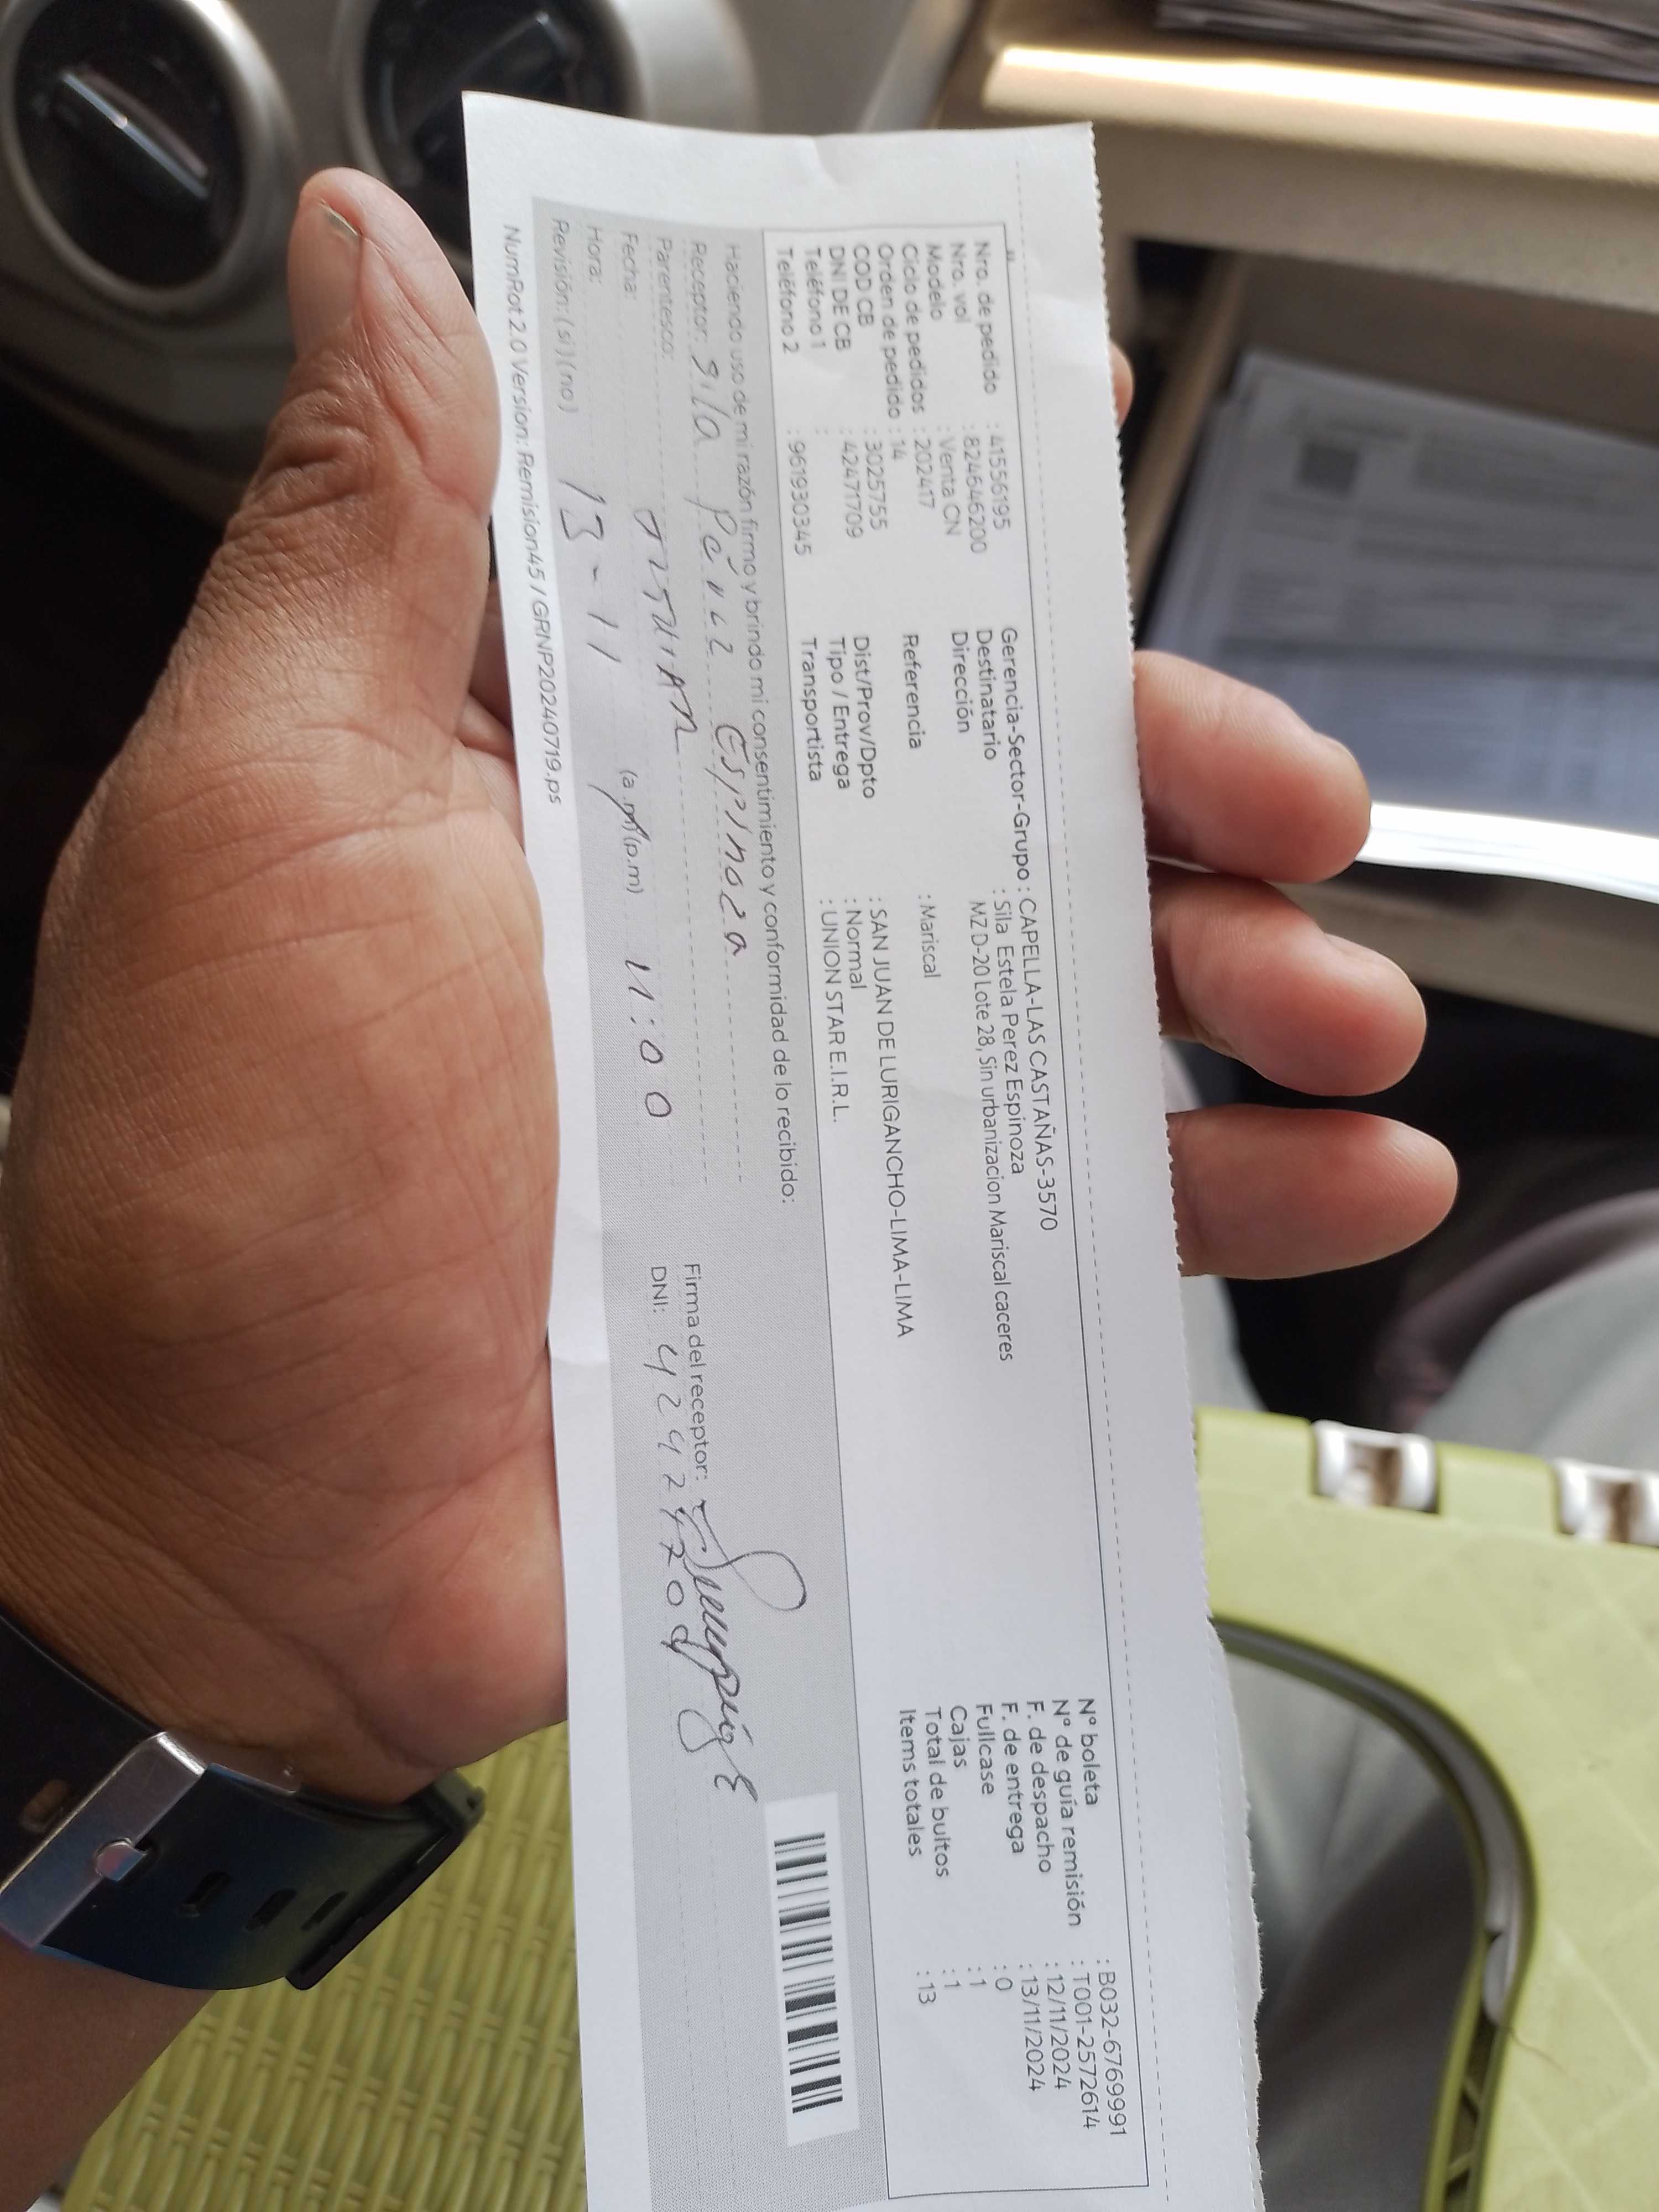 Nro. de pedido : 41556195
Nro. vol : 824646200
Modelo : Venta CN
Ciclo de pedidos : 202417
Orden de pedido : 14
COD CB : 3025755
DNI DE CB : 42471709
Teléfono 1 :
Teléfono 2 : 961930345
Gerencia-Sector-Grupo : CAPELLA-LAS CASTAÑAS-3570
Destinatario : Sila Estela Perez Espinoza
Dirección MZ D-20 Lote 28, Sin urbanizacion Mariscal caceres
Referencia : Mariscal
Dist/Prov/Dpto : SAN JUAN DE LURIGANCHO-LIMA-LIMA
Tipo / Entrega : Normal
Transportista : UNION STAR E.I.R.L.
N° boleta : B032-6769991
N° de guía remisión : T001-2572614
F. de despacho : 12/11/2024
F. de entrega : 13/11/2024
Fullcase : 0
Cajas : 1
Total de bultos : 1
Items totales : 13
Haciendo uso de mi razón firmo y brindo mi consentimiento y conformidad de lo recibido:
Receptor: Sila Pérez Espinoza
Parentesco: titular
Fecha: 13-11
Hora: (a.m)(p.m) 11:00
Revisión: (si) (no)
Firma del receptor:
DNI:
NumRot 2.0 Version: Remision45 / GRNP20240719.ps